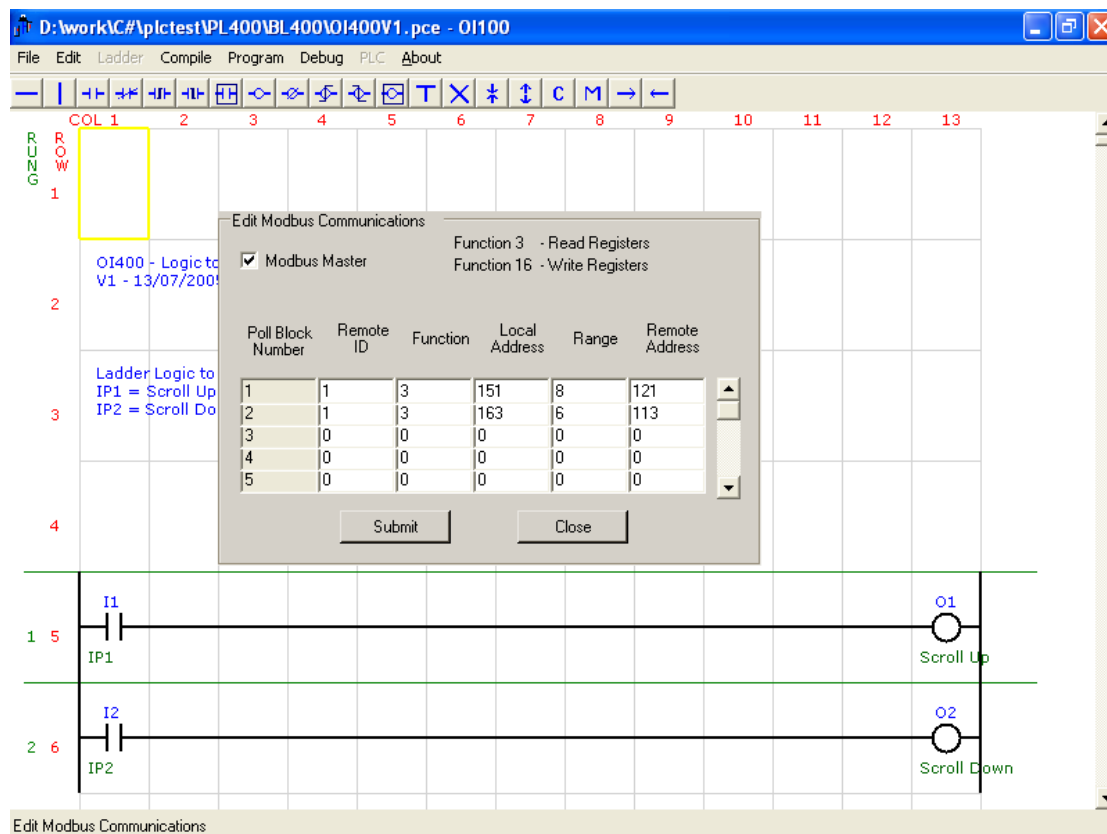 D:\work\C#\plctest\PL400\BL400\OI400V1.pce - OI100
File Edit Ladder Compile Program Debug PLC About
T C M
COL 1 2 3 4 5 6 7 8 9 10 11 12 13
RUNG
ROW
1
Edit Modbus Communications
Modbus Master
Function 3 - Read Registers
Function 16 - Write Registers
OI400 - Logic to
V1 - 13/07/200
2
Poll Block Number Remote ID Function Local Address Range Remote Address
1 1 3 151 8 121
2 1 3 163 6 113
3 0 0 0 0 0
4 0 0 0 0 0
5 0 0 0 0 0
Ladder Logic to
IP1 = Scroll Up
IP2 = Scroll Do
3
Submit Close
4
I1 O1
1 5
IP1 Scroll Up
I2 O2
2 6
IP2 Scroll Down
Edit Modbus Communications